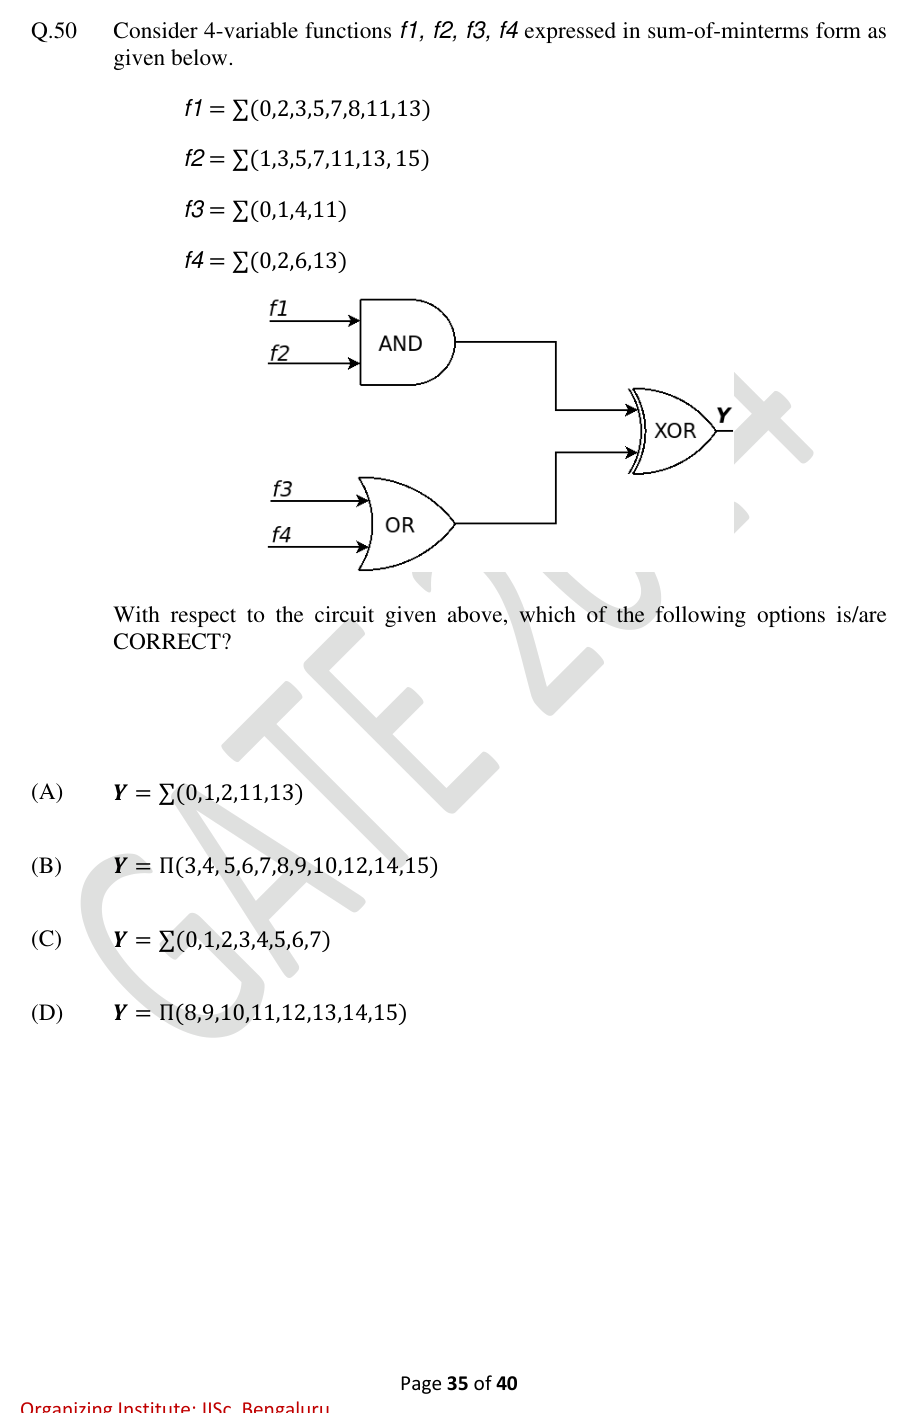 Q.50 Consider 4-variable functions f1, f2, f3, f4 expressed in sum-of-minterms form as
given below.
f1 = ∑(0,2,3,5,7,8,11,13)
f2 = ∑(1,3,5,7,11,13, 15)
f3 = ∑(0,1,4,11)
f4 = ∑(0,2,6,13)
f1
AND
f2
Y
XOR
f3
OR
f4
With respect to the circuit given above, which of the following options is/are
CORRECT?
(A) Y = ∑(0,1,2,11,13)
(B) Y = Π(3,4, 5,6,7,8,9,10,12,14,15)
(C) Y = ∑(0,1,2,3,4,5,6,7)
(D) Y = Π(8,9,10,11,12,13,14,15)
Page 35 of 40
Organizing Institute: IISc, Bengaluru